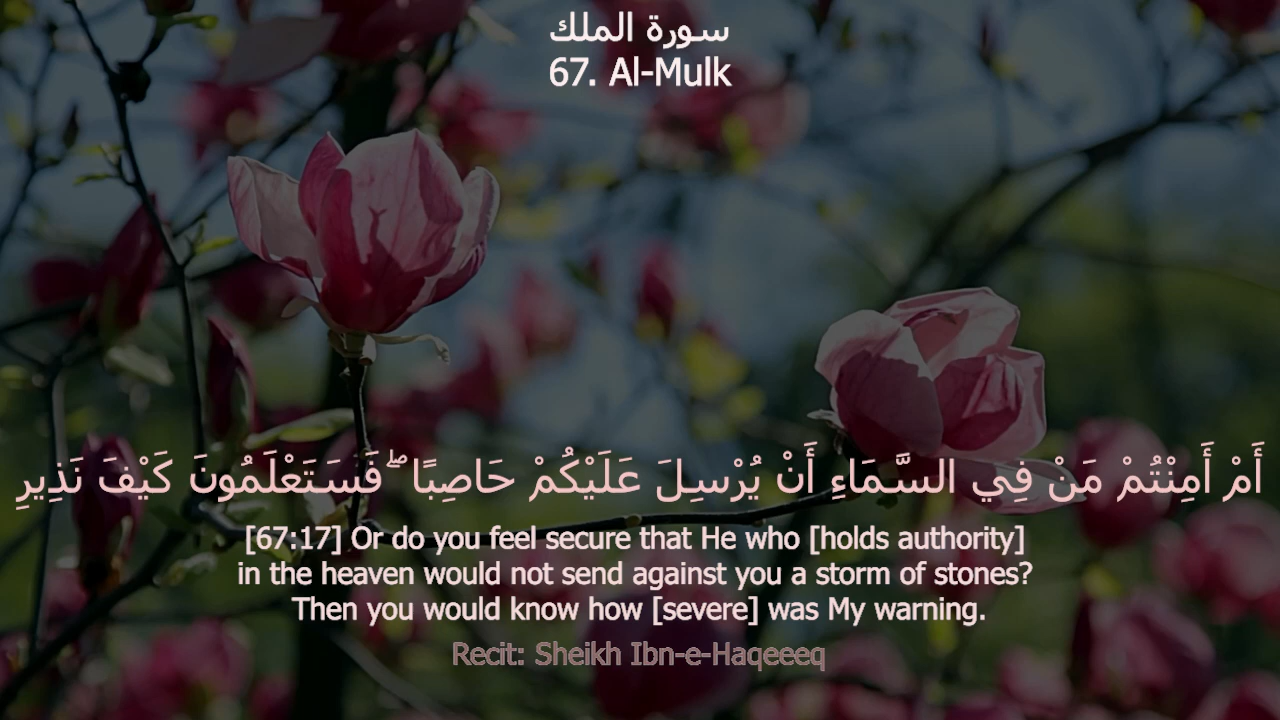 سورة الملك
67. Al-Mulk
أَمْ أَمِنْتُمْ مَنْ فِي السَّمَاءِ أَنْ يُرْسِلَ عَلَيْكُمْ حَاصِبًا ۖ فَسَتَعْلَمُونَ كَيْفَ نَذِيرِ
[67:17] Or do you feel secure that He who [holds authority]
in the heaven would not send against you a storm of stones?
Then you would know how [severe] was My warning.
Recit: Sheikh Ibn-e-Haqeeeq